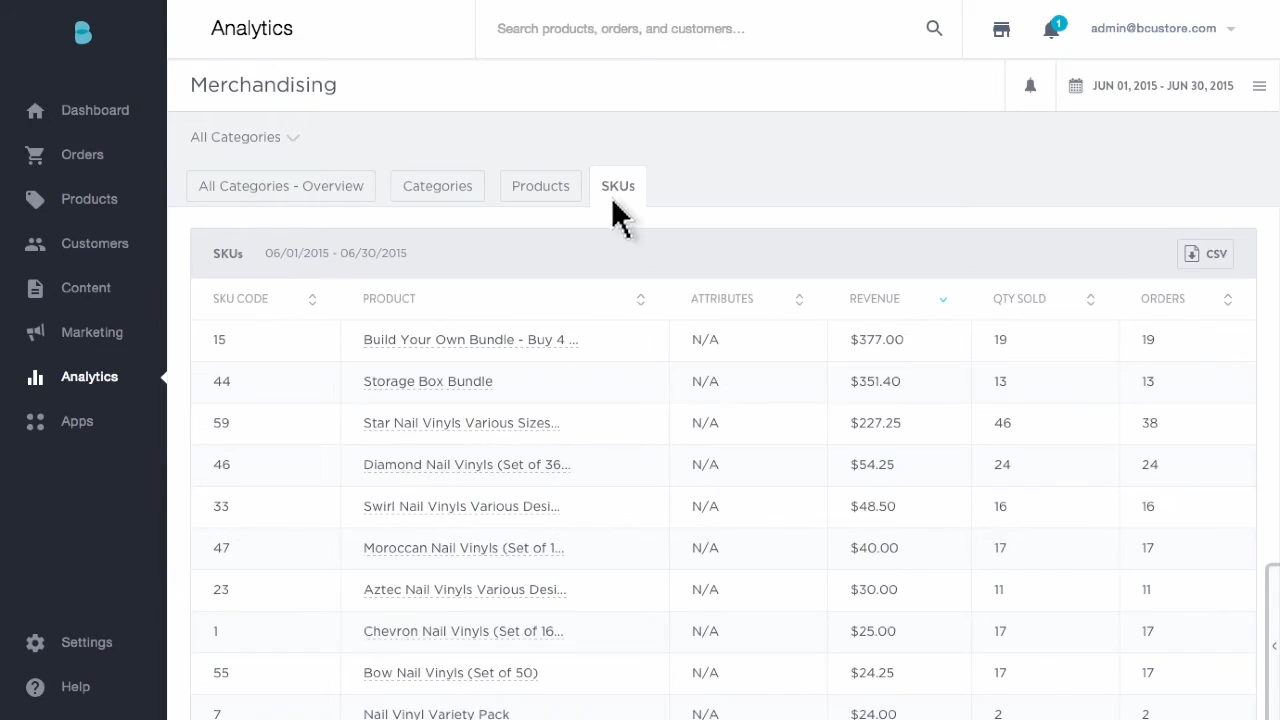 Analytics
Search products, orders, and customers...
1
admin@bcustore.com
Dashboard
Orders
Products
Customers
Content
Marketing
Analytics
Apps
Settings
Help
Merchandising
JUN 01, 2015 - JUN 30, 2015
All Categories
All Categories - Overview Categories Products SKUs
SKUs 06/01/2015 - 06/30/2015 CSV
SKU CODE PRODUCT ATTRIBUTES REVENUE QTY SOLD ORDERS
15 Build Your Own Bundle - Buy 4 ... N/A $377.00 19 19
44 Storage Box Bundle N/A $351.40 13 13
59 Star Nail Vinyls Various Sizes... N/A $227.25 46 38
46 Diamond Nail Vinyls (Set of 36... N/A $54.25 24 24
33 Swirl Nail Vinyls Various Desi... N/A $48.50 16 16
47 Moroccan Nail Vinyls (Set of 1... N/A $40.00 17 17
23 Aztec Nail Vinyls Various Desi... N/A $30.00 11 11
1 Chevron Nail Vinyls (Set of 16... N/A $25.00 17 17
55 Bow Nail Vinyls (Set of 50) N/A $24.25 17 17
7 Nail Vinyl Variety Pack N/A $24.00 2 2